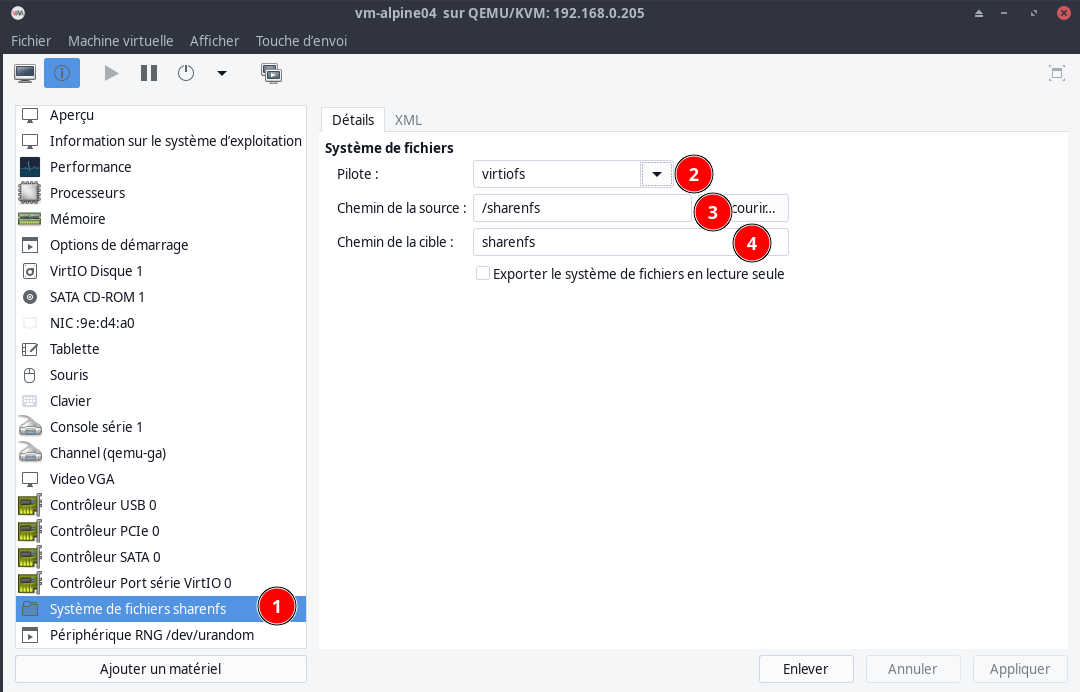 vm-alpine04 sur QEMU/KVM: 192.168.0.205
Fichier Machine virtuelle Afficher Touche d’envoi
Aperçu
Information sur le système d’exploitation
Performance
Processeurs
Mémoire
Options de démarrage
VirtIO Disque 1
SATA CD-ROM 1
NIC :9e:d4:a0
Tablette
Souris
Clavier
Console série 1
Channel (qemu-ga)
Video VGA
Contrôleur USB 0
Contrôleur PCIe 0
Contrôleur SATA 0
Contrôleur Port série VirtIO 0
Système de fichiers sharenfs 1
Périphérique RNG /dev/urandom
Ajouter un matériel
Détails XML
Système de fichiers
Pilote : virtiofs 2
Chemin de la source : /sharenfs 3 courir...
Chemin de la cible : sharenfs 4
Exporter le système de fichiers en lecture seule
Enlever Annuler Appliquer